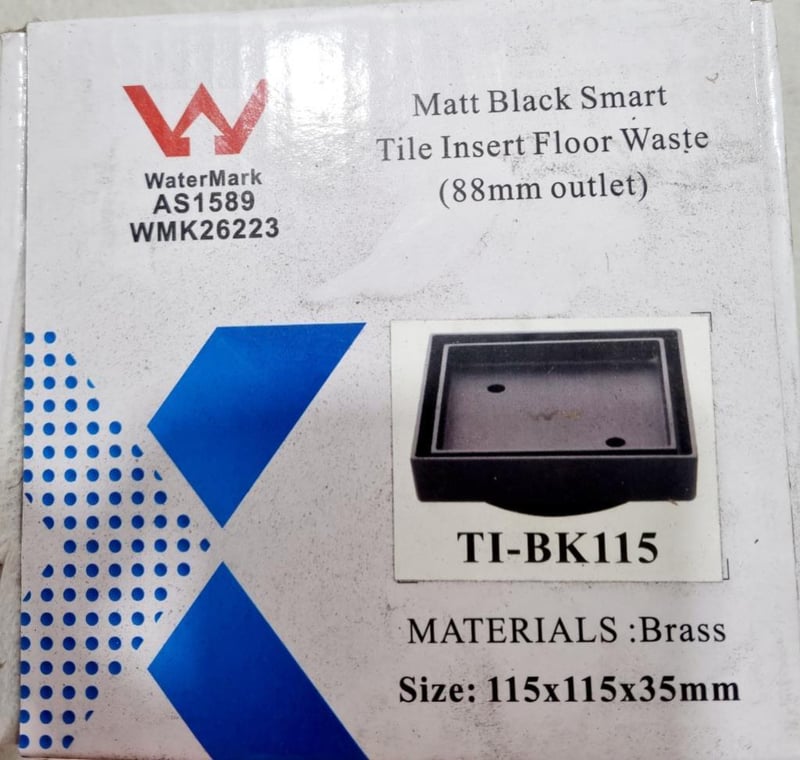 WaterMark
AS1589
WMK26223
Matt Black Smart
Tile Insert Floor Waste
(88mm outlet)
TI-BK115
MATERIALS :Brass
Size: 115x115x35mm